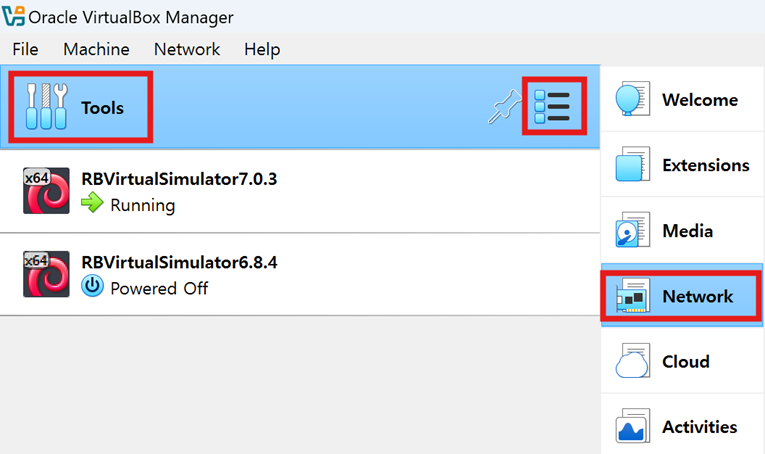 Oracle VirtualBox Manager
File Machine Network Help
Tools
x64 RBVirtualSimulator7.0.3
Running
x64 RBVirtualSimulator6.8.4
Powered Off
Welcome
Extensions
Media
Network
Cloud
Activities